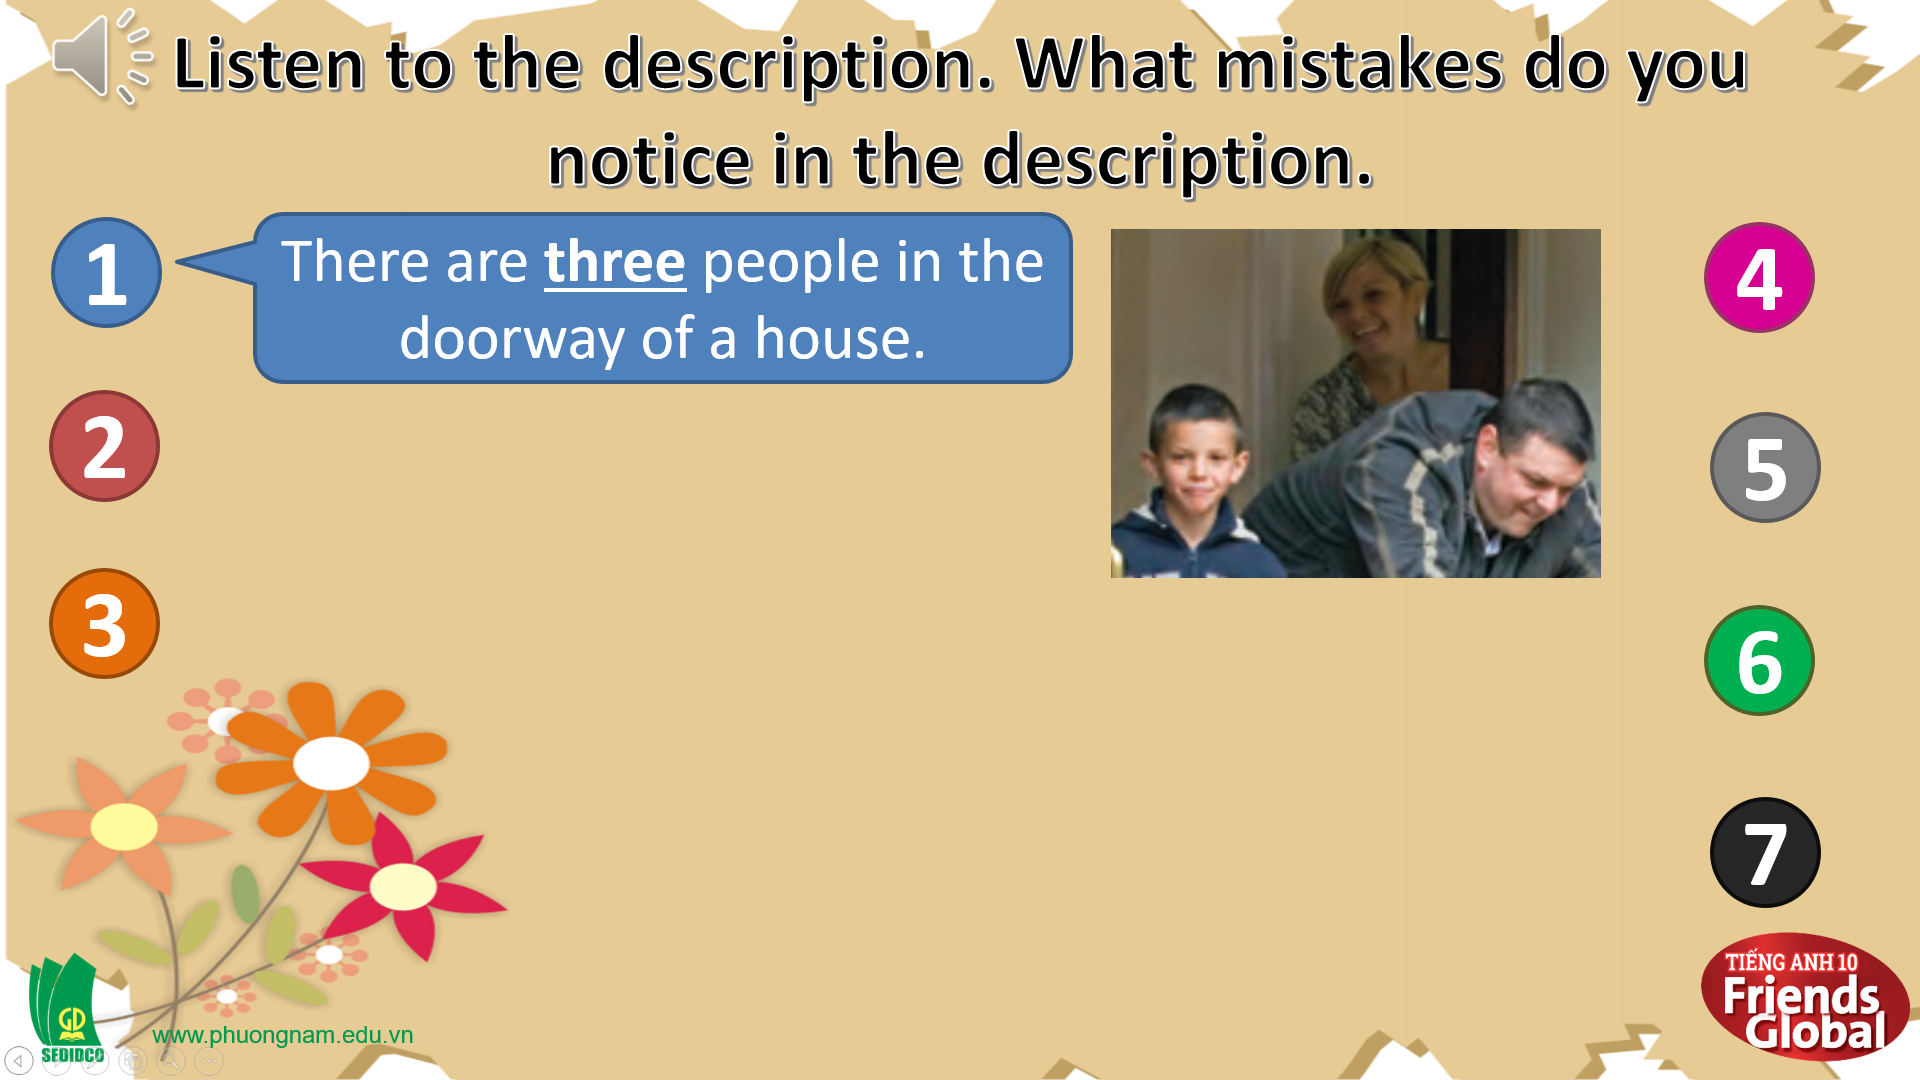 Listen to the description. What mistakes do you
notice in the description.
1
There are three people in the
doorway of a house.
2
3
4
5
6
7
GD
SEDIDCO
www.phuongnam.edu.vn
TIẾNG ANH 10
Friends
Global